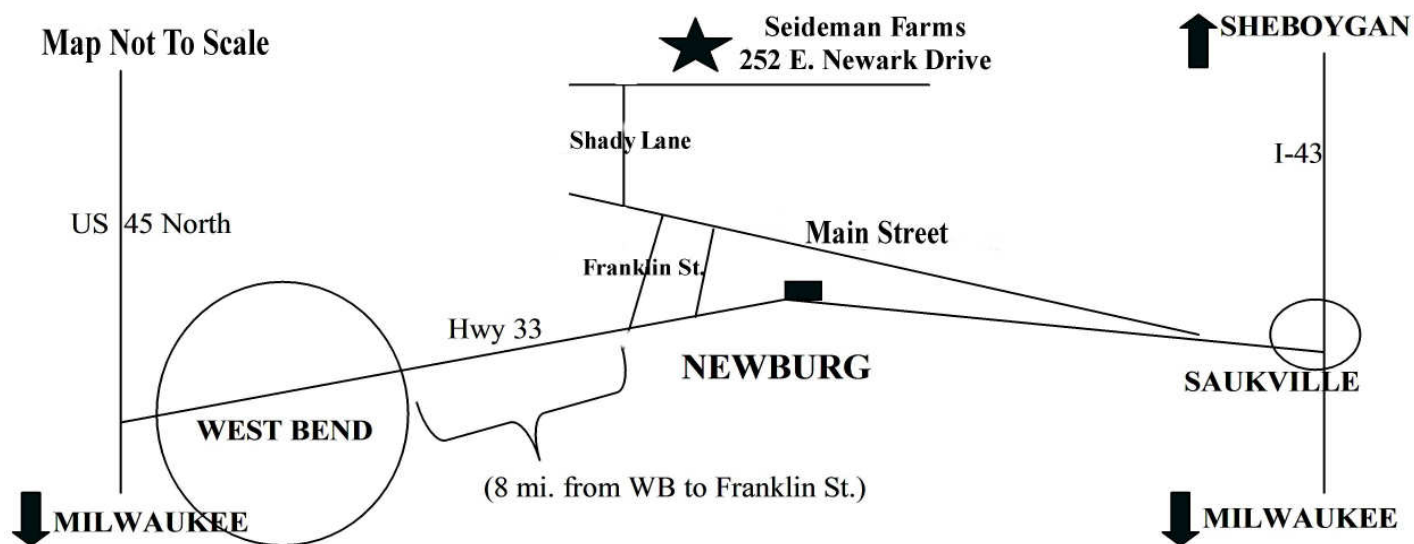 Map Not To Scale
Seideman Farms
252 E. Newark Drive
SHEBOYGAN
Shady Lane
I-43
US 45 North
Main Street
Franklin St.
Hwy 33
NEWBURG
SAUKVILLE
WEST BEND
(8 mi. from WB to Franklin St.)
MILWAUKEE
MILWAUKEE